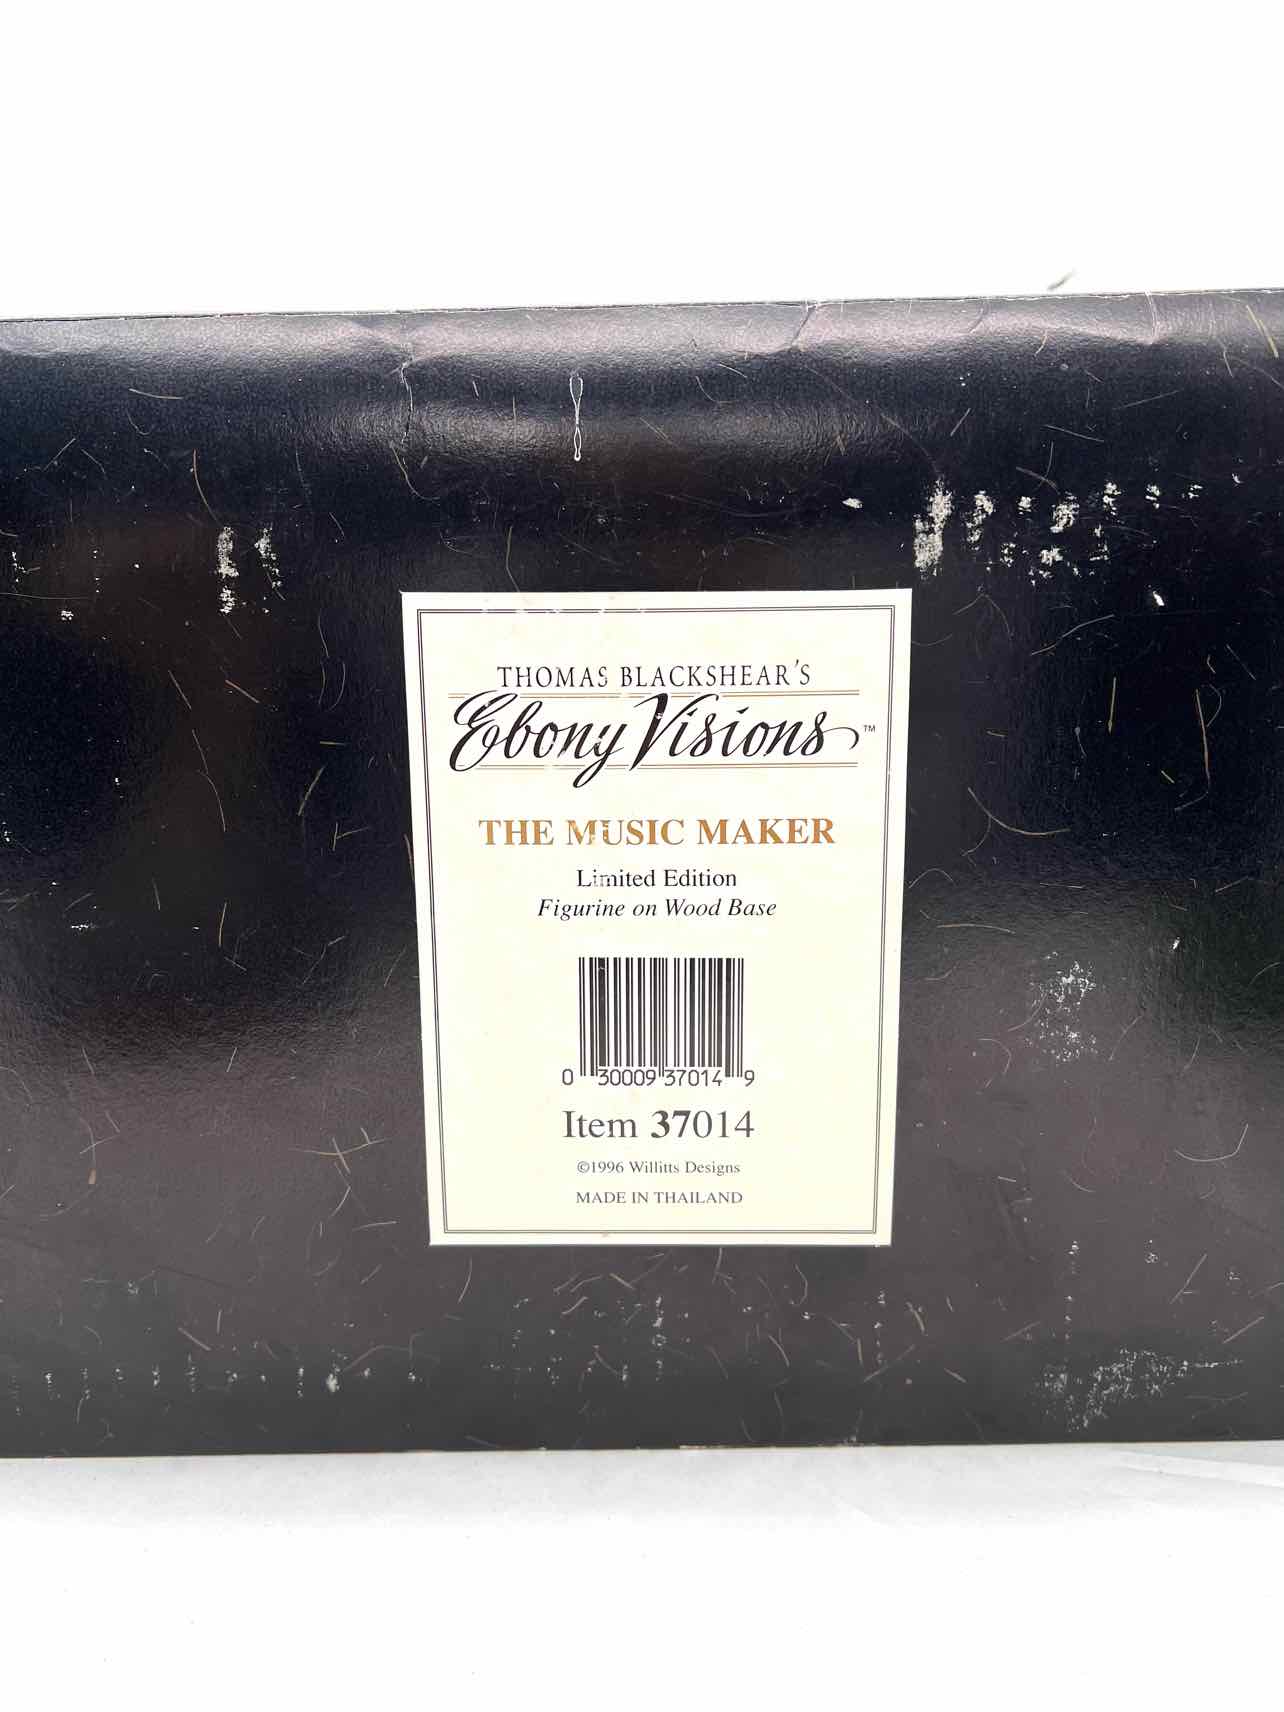 THOMAS BLACKSHEAR'S
Ebony Visions™
THE MUSIC MAKER
Limited Edition
Figurine on Wood Base
0 30009 37014 9
Item 37014
©1996 Willitts Designs
MADE IN THAILAND